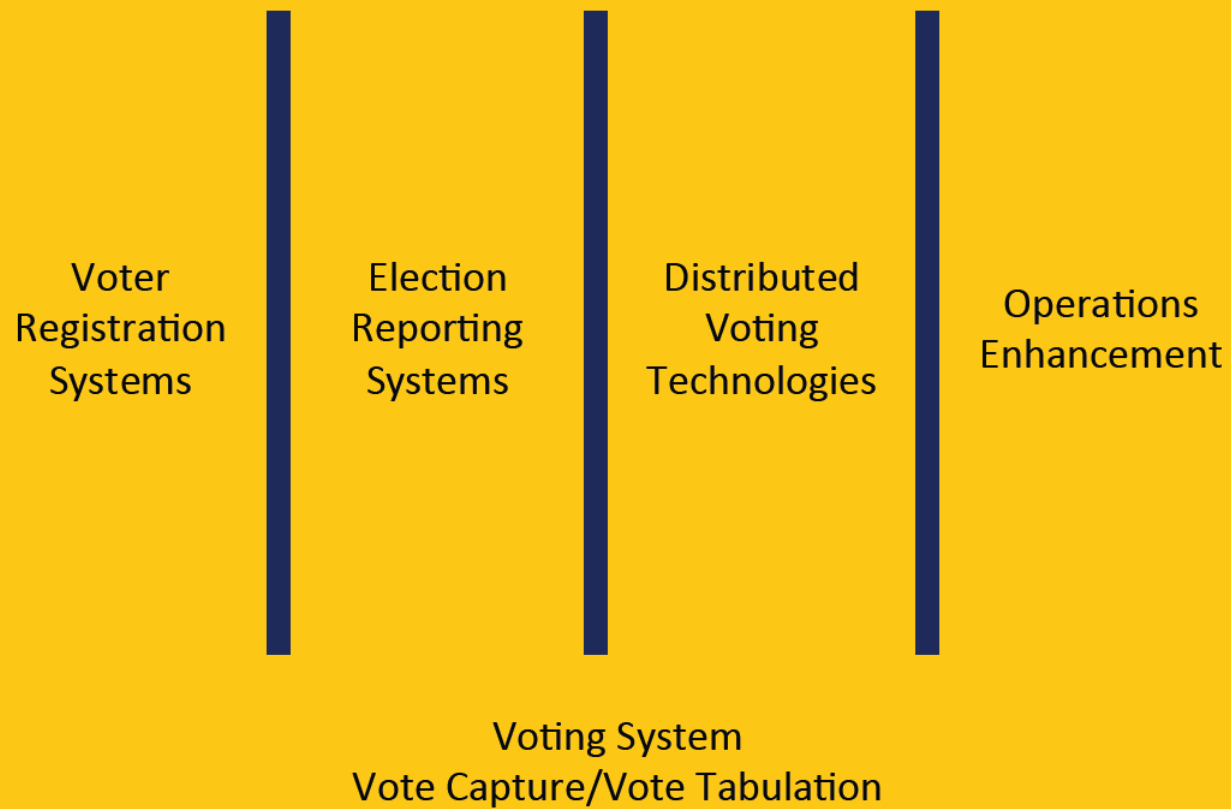 Voter
Registration
Systems
Election
Reporting
Systems
Distributed
Voting
Technologies
Operations
Enhancement
Voting System
Vote Capture/Vote Tabulation